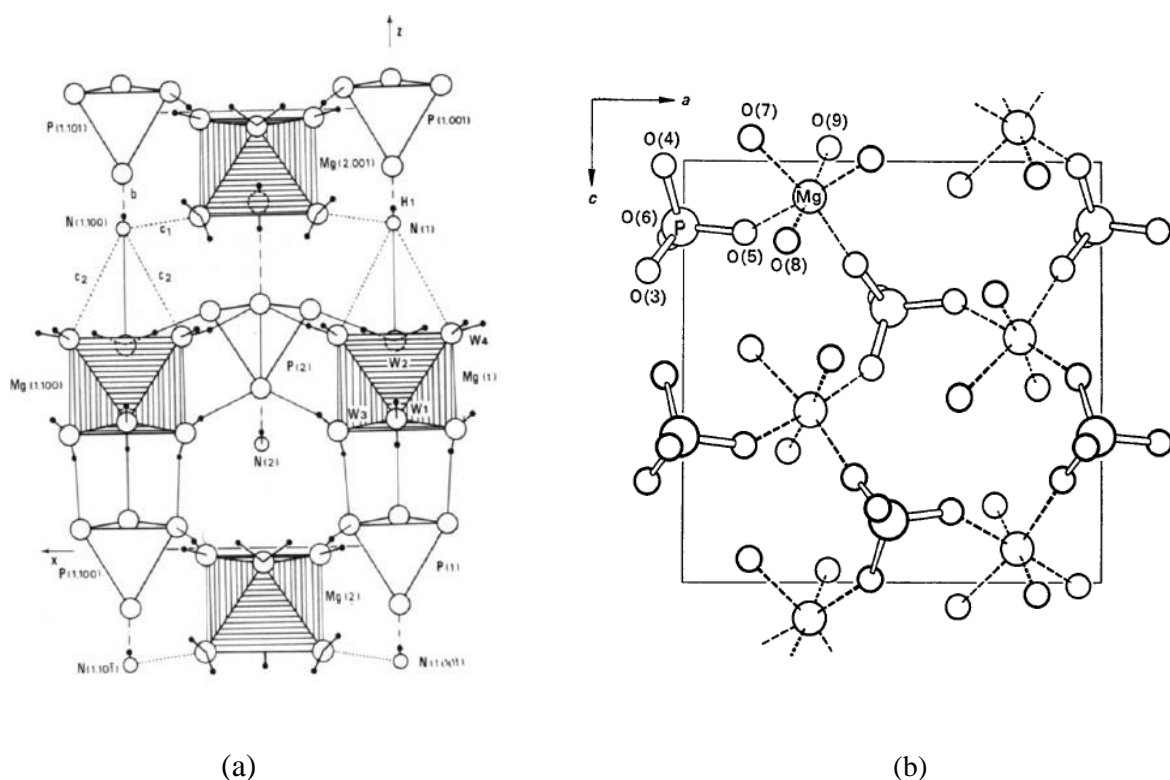 z
P(1.101)
P(1.001)
Mg(2.001)
b
H1
N(1.100)
c1
N(1)
c2
c2
W4
W2
P(2)
Mg(1.100)
Mg(1)
W3
W1
N(2)
x
P(1.100)
P(1)
Mg(2)
N(1.101̄)
(a)
a
c
O(7)
O(9)
O(4)
Mg
O(6)
P
O(5)
O(8)
O(3)
(b)